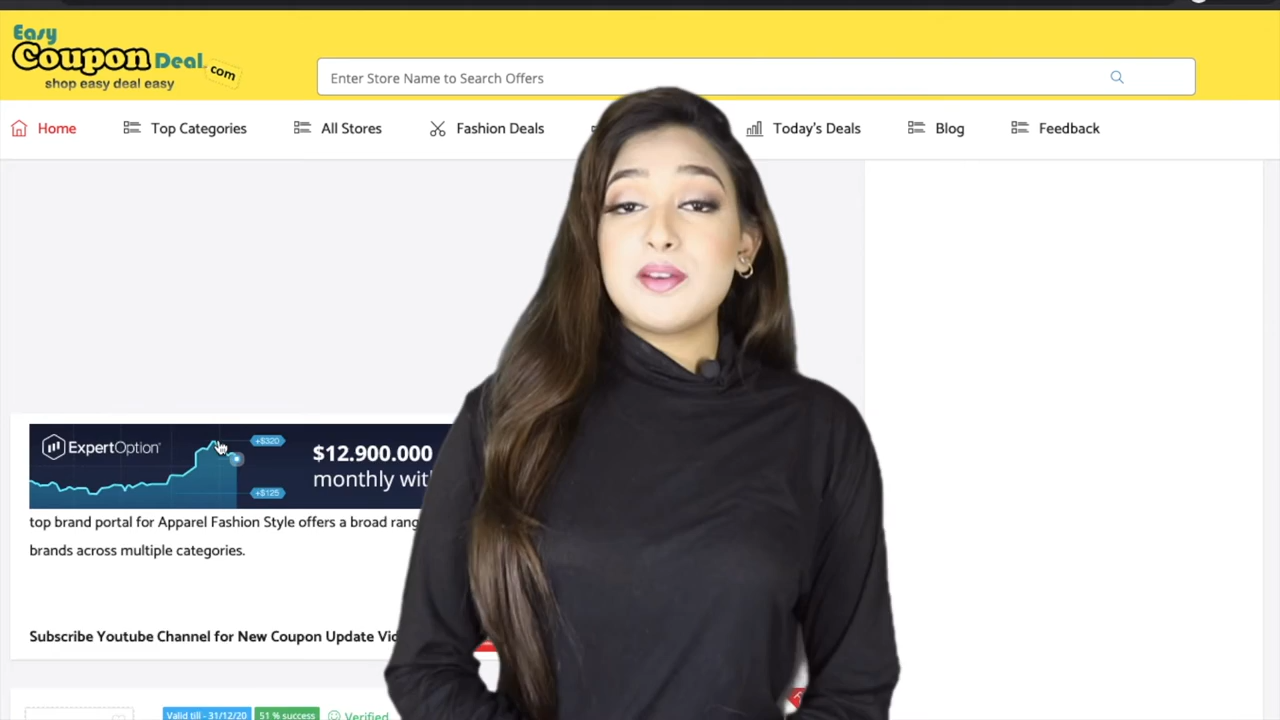 Easy
Coupon Deal.com
shop easy deal easy
Enter Store Name to Search Offers
Home Top Categories All Stores Fashion Deals Today's Deals Blog Feedback
ExpertOption
+$320
+$125
$12.900.000
monthly
top brand portal for Apparel Fashion Style offers a broad
brands across multiple categories.
Subscribe Youtube Channel for New Coupon Update
Valid till - 31/12/20 51 % success Verified